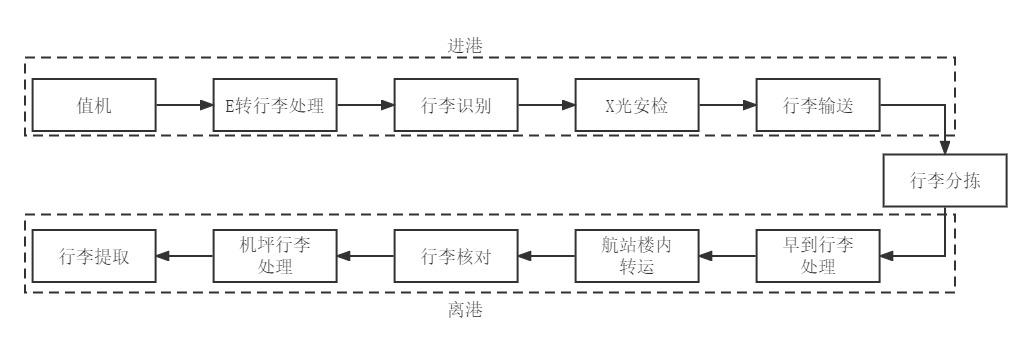 进港
值机
E转行李处理
行李识别
X光安检
行李输送
行李分拣
行李提取
机坪行李
处理
行李核对
航站楼内
转运
早到行李
处理
离港